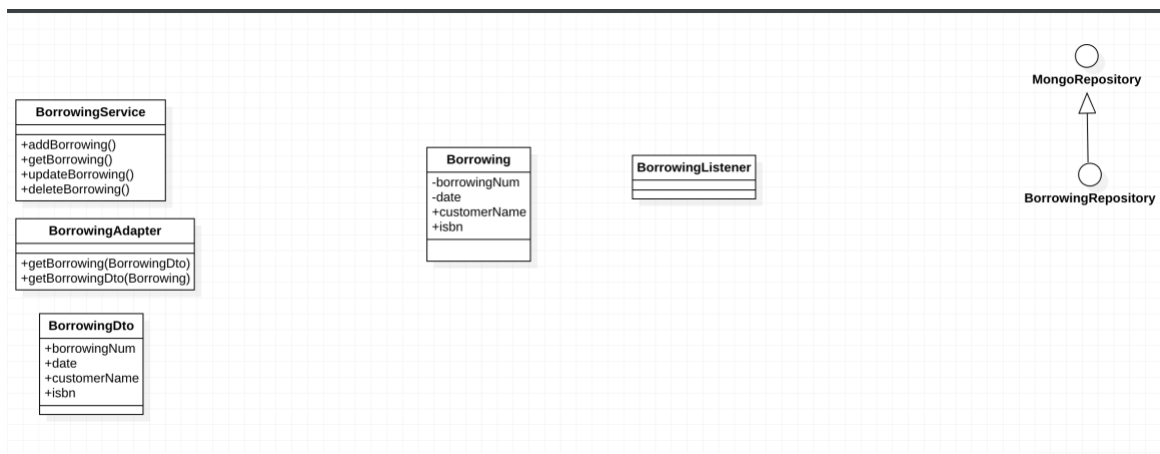 BorrowingService
+addBorrowing()
+getBorrowing()
+updateBorrowing()
+deleteBorrowing()
BorrowingAdapter
+getBorrowing(BorrowingDto)
+getBorrowingDto(Borrowing)
BorrowingDto
+borrowingNum
+date
+customerName
+isbn
Borrowing
-borrowingNum
-date
+customerName
+isbn
BorrowingListener
MongoRepository
BorrowingRepository